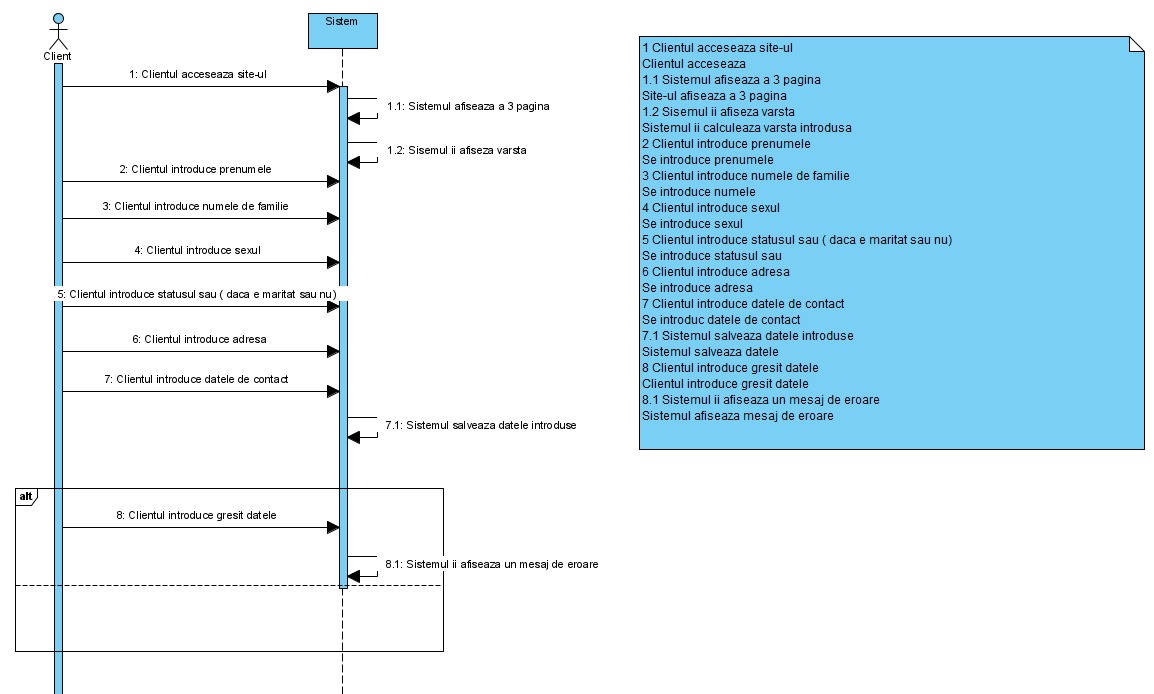 Client
Sistem
1: Clientul acceseaza site-ul
1.1: Sistemul afiseaza a 3 pagina
1.2: Sisemul ii afiseza varsta
2: Clientul introduce prenumele
3: Clientul introduce numele de familie
4: Clientul introduce sexul
5: Clientul introduce statusul sau ( daca e maritat sau nu)
6: Clientul introduce adresa
7: Clientul introduce datele de contact
7.1: Sistemul salveaza datele introduse
alt
8: Clientul introduce gresit datele
8.1: Sistemul ii afiseaza un mesaj de eroare
1 Clientul acceseaza site-ul
Clientul acceseaza
1.1 Sistemul afiseaza a 3 pagina
Site-ul afiseaza a 3 pagina
1.2 Sisemul ii afiseza varsta
Sistemul ii calculeaza varsta introdusa
2 Clientul introduce prenumele
Se introduce prenumele
3 Clientul introduce numele de familie
Se introduce numele
4 Clientul introduce sexul
Se introduce sexul
5 Clientul introduce statusul sau ( daca e maritat sau nu)
Se introduce statusul sau
6 Clientul introduce adresa
Se introduce adresa
7 Clientul introduce datele de contact
Se introduc datele de contact
7.1 Sistemul salveaza datele introduse
Sistemul salveaza datele
8 Clientul introduce gresit datele
Clientul introduce gresit datele
8.1 Sistemul ii afiseaza un mesaj de eroare
Sistemul afiseaza mesaj de eroare